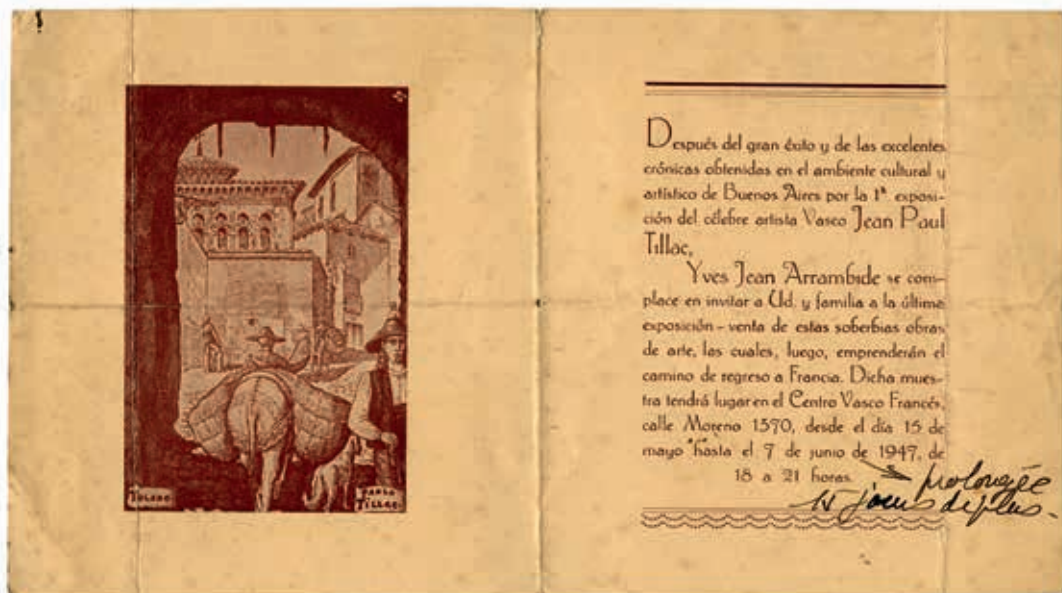 TOLEDO
PABLO
TILLAC
Después del gran éxito y de las excelentes
crónicas obtenidas en el ambiente cultural y
artístico de Buenos Aires por la 1ª exposi-
ción del célebre artista Vasco Jean Paul
Tillac,
Yves Jean Arrambide se com-
place en invitar a Ud. y familia a la última
exposición - venta de estas soberbias obras
de arte, las cuales, luego, emprenderán el
camino de regreso a Francia. Dicha mues-
tra tendrá lugar en el Centro Vasco Francés,
calle Moreno 1370, desde el día 15 de
mayo hasta el 7 de junio de 1947, de
18 a 21 horas.
prolongée
15 jours de plus.